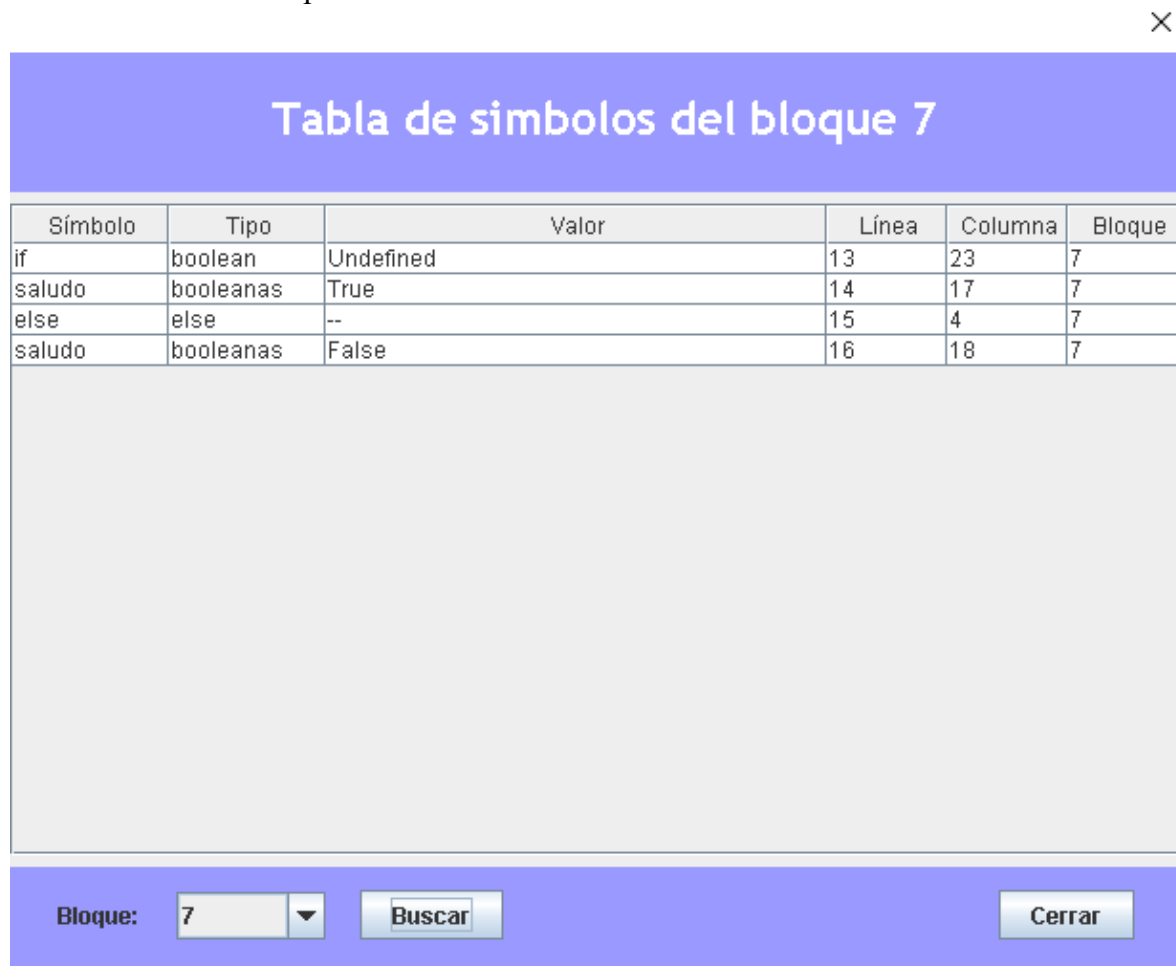 Tabla de simbolos del bloque 7
Símbolo Tipo Valor Línea Columna Bloque
if boolean Undefined 13 23 7
saludo booleanas True 14 17 7
else else -- 15 4 7
saludo booleanas False 16 18 7
Bloque: 7 Buscar Cerrar